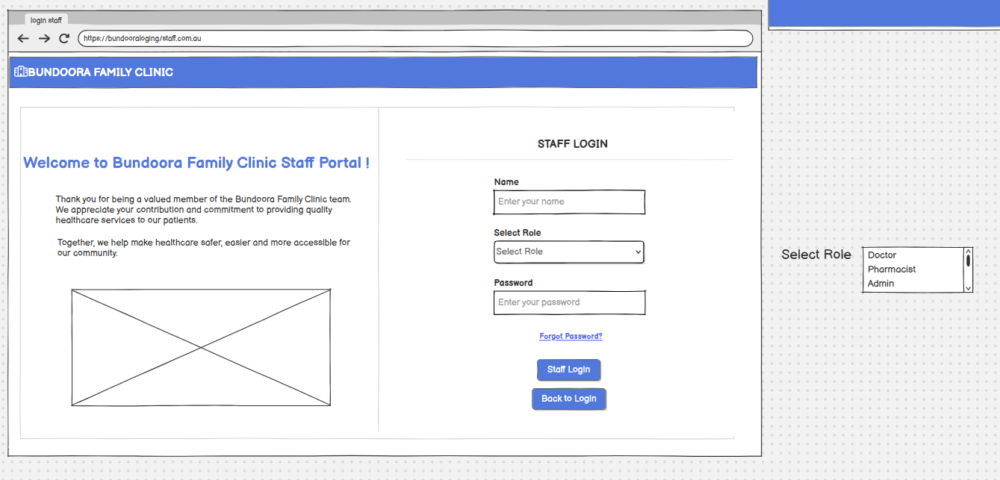 login staff
https://bundooraloging/staff.com.au
BUNDOORA FAMILY CLINIC
Welcome to Bundoora Family Clinic Staff Portal !
Thank you for being a valued member of the Bundoora Family Clinic team.
We appreciate your contribution and commitment to providing quality
healthcare services to our patients.
Together, we help make healthcare safer, easier and more accessible for
our community.
STAFF LOGIN
Name
Enter your name
Select Role
Select Role
Password
Enter your password
Forgot Password?
Staff Login
Back to Login
Select Role
Doctor
Pharmacist
Admin